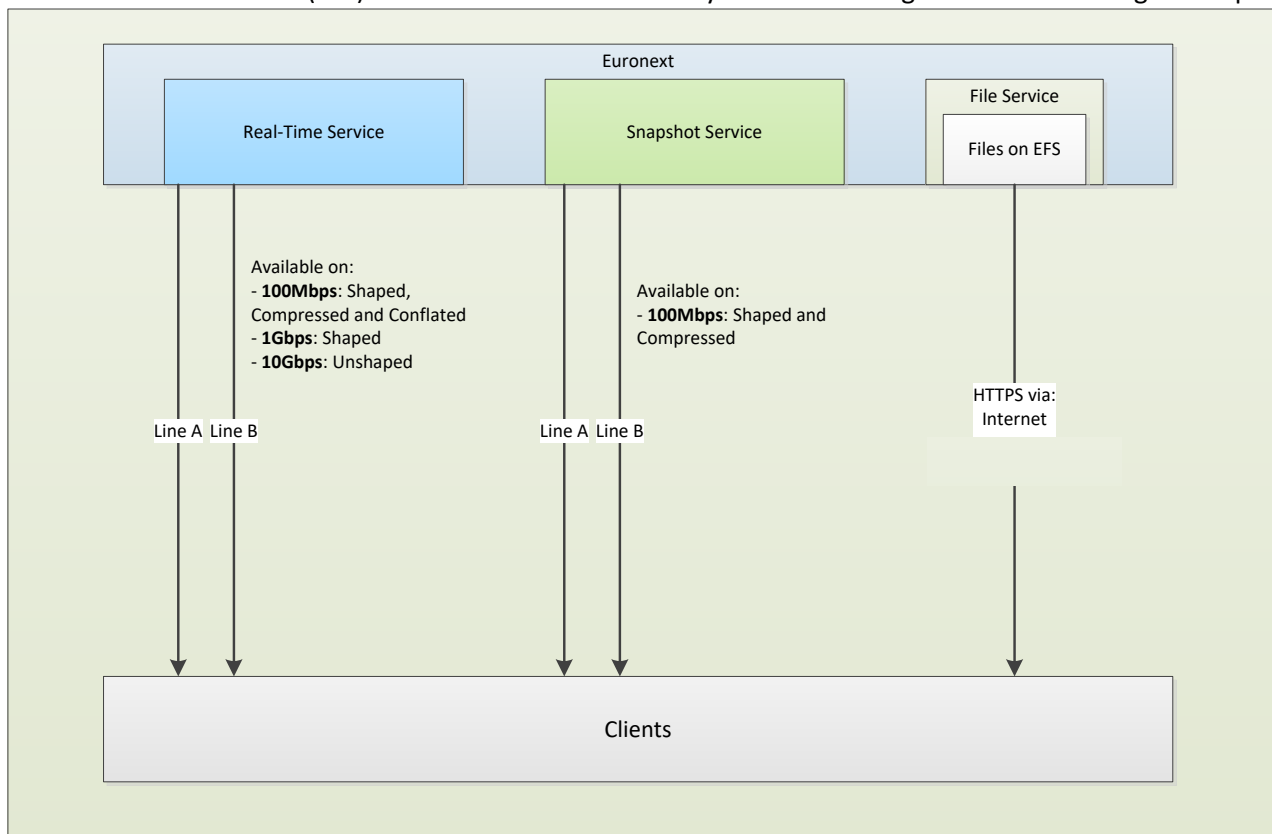 Euronext
Real-Time Service
Snapshot Service
File Service
Files on EFS
Available on:
- 100Mbps: Shaped,
Compressed and Conflated
- 1Gbps: Shaped
- 10Gbps: Unshaped
Available on:
- 100Mbps: Shaped and
Compressed
HTTPS via:
Internet
Line A Line B
Line A Line B
Clients